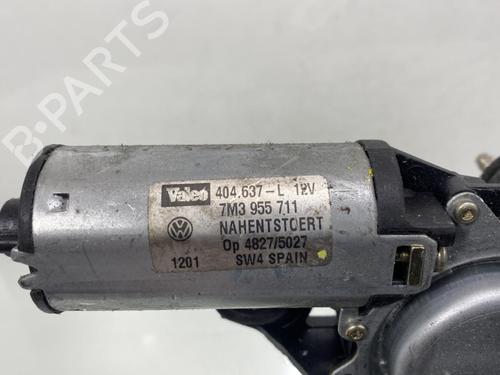 B-PARTS
Valeo 404,637-L 12V
7M3 955 711
NAHENTSTOERT
Op 4827/5027
1201 SW4 SPAIN